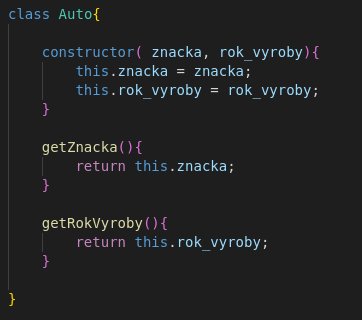 class Auto{
constructor( znacka, rok_vyroby){
this.znacka = znacka;
this.rok_vyroby = rok_vyroby;
}
getZnacka(){
return this.znacka;
}
getRokVyroby(){
return this.rok_vyroby;
}
}